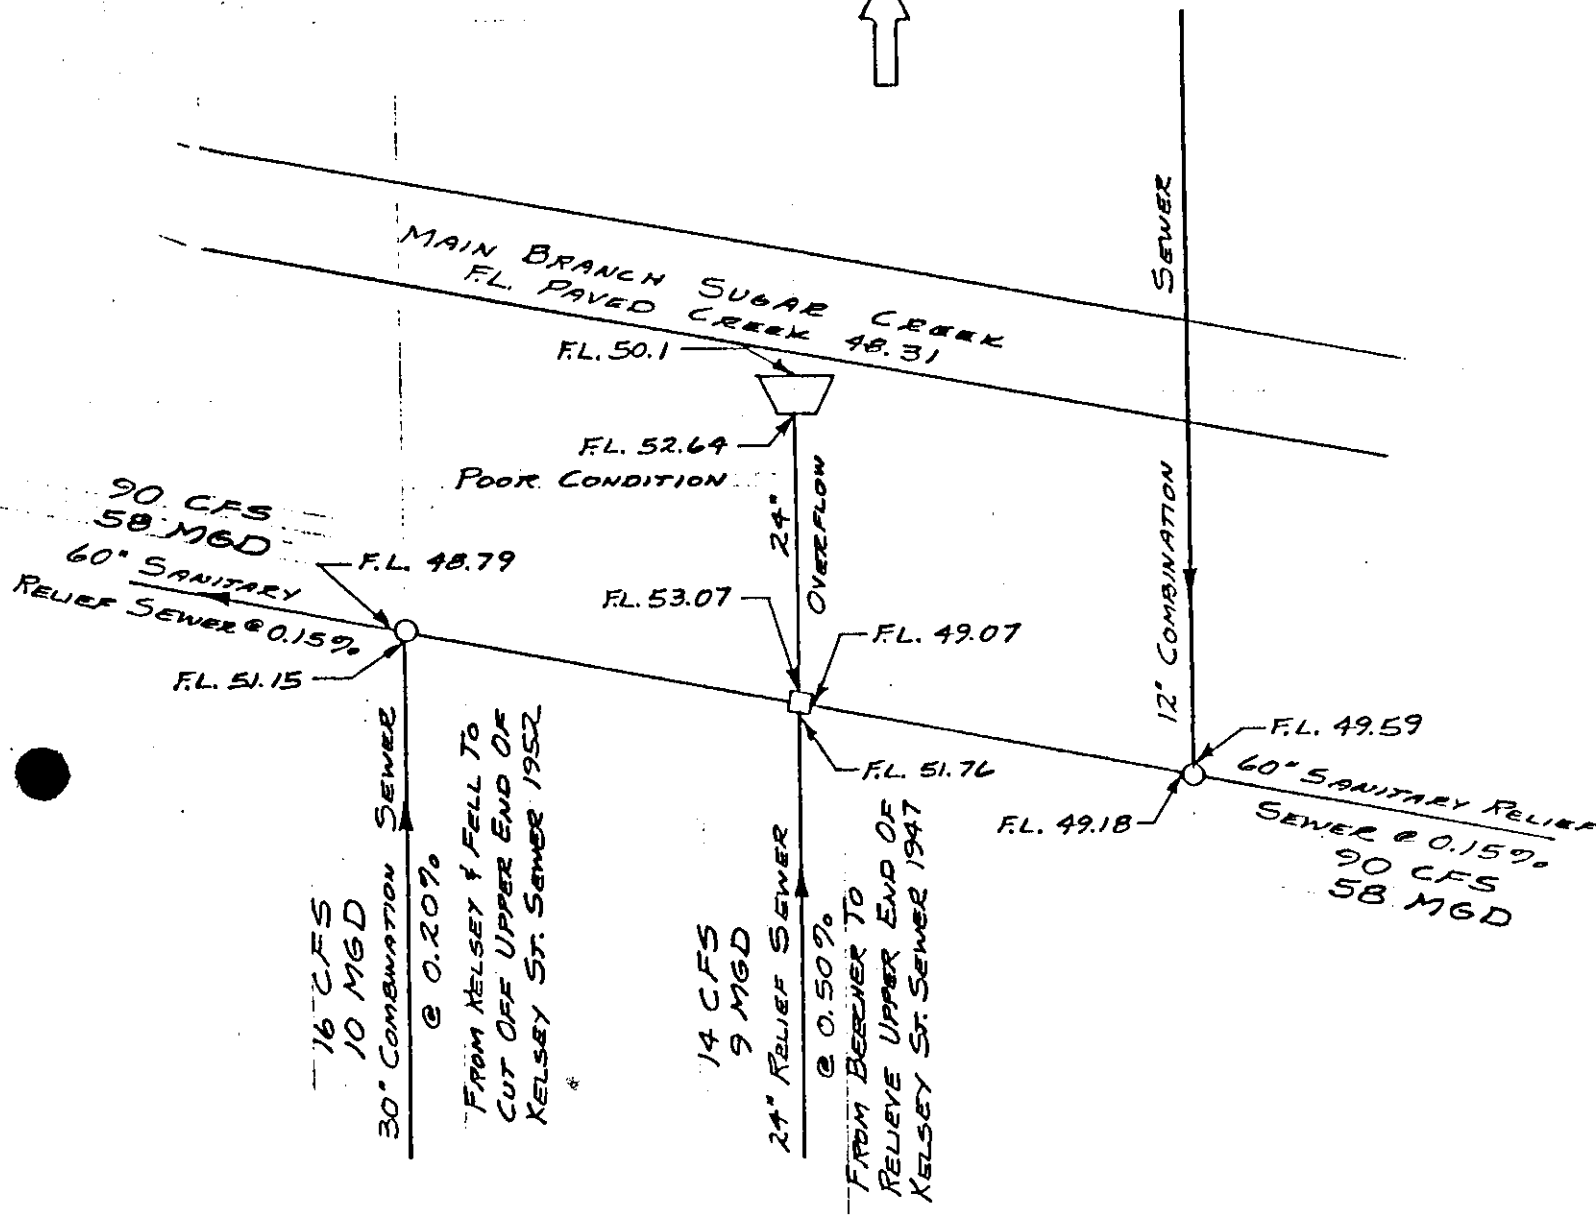 SEWER
12" COMBINATION
MAIN BRANCH SUGAR CREEK
F.L. PAVED CREEK 48.31
F.L. 50.1
F.L. 52.64
POOR CONDITION
24"
OVERFLOW
90 CFS
58 MGD
60" SANITARY
RELIEF SEWER @ 0.15%
F.L. 48.79
F.L. 51.15
F.L. 53.07
F.L. 49.07
F.L. 51.76
F.L. 49.59
F.L. 49.18
60" SANITARY RELIEF
SEWER @ 0.15%
90 CFS
58 MGD
16 CFS
10 MGD
30" COMBINATION SEWER
@ 0.20%
FROM KELSEY & FELL TO
CUT OFF UPPER END OF
KELSEY ST. SEWER 1952
14 CFS
9 MGD
24" RELIEF SEWER
@ 0.50%
FROM BEECHER TO
RELIEVE UPPER END OF
KELSEY ST. SEWER 1947